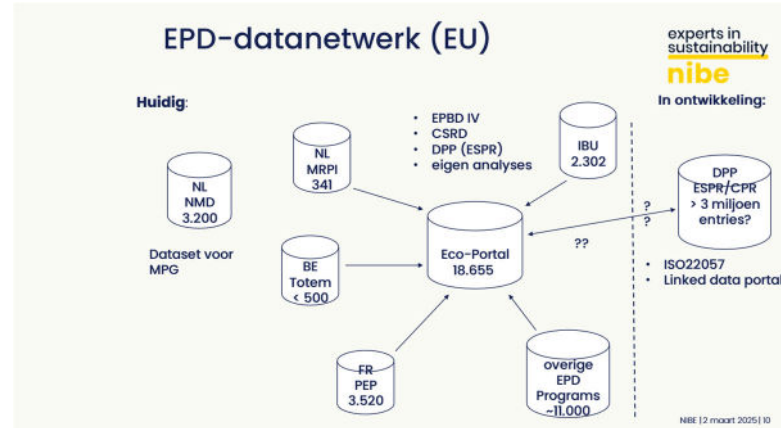 EPD-datanetwerk (EU)
experts in
sustainability
nibe
Huidig:
In ontwikkeling:
• EPBD IV
• CSRD
• DPP (ESPR)
• eigen analyses
NL
MRPI
341
IBU
2.302
NL
NMD
3.200
DPP
ESPR/CPR
> 3 miljoen
entries?
?
?
??
Dataset voor
MPG
Eco-Portal
18.655
BE
Totem
< 500
• ISO22057
• Linked data portal
FR
PEP
3.520
overige
EPD
Programs
~11.000
NIBE | 2 maart 2025 | 10